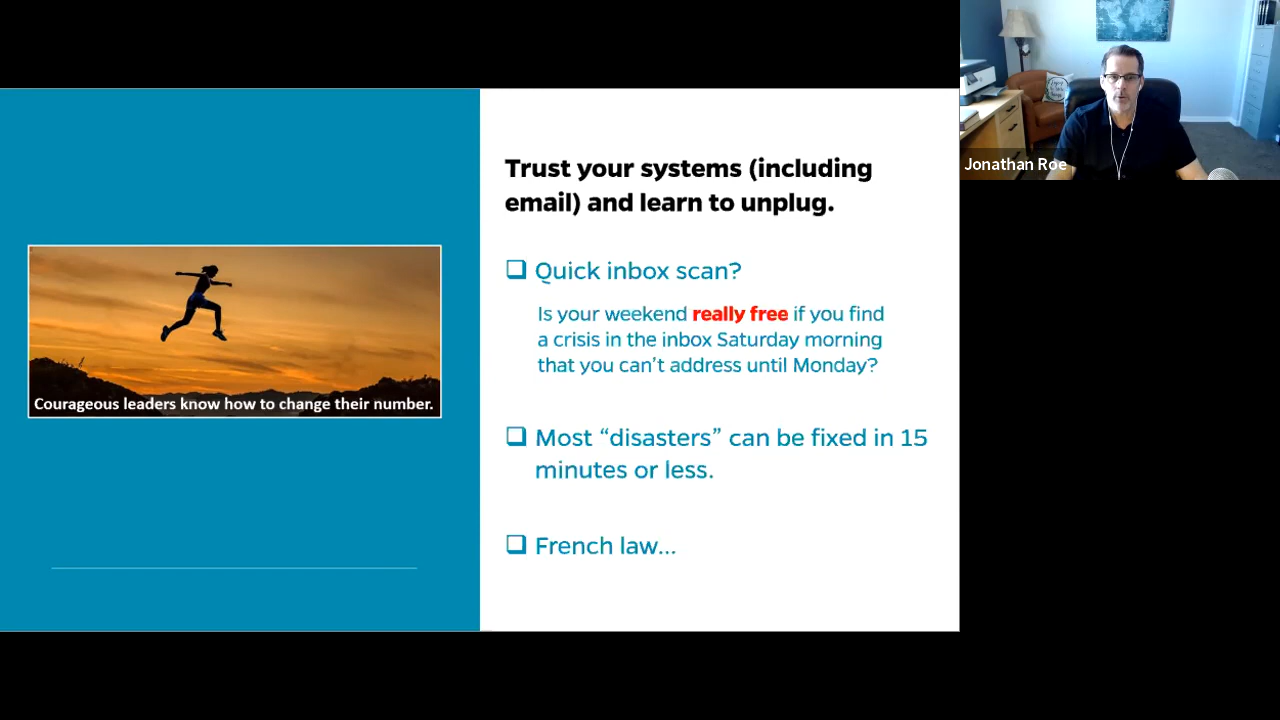 Trust your systems (including
email) and learn to unplug.
Quick inbox scan?
Is your weekend really free if you find
a crisis in the inbox Saturday morning
that you can't address until Monday?
Most “disasters” can be fixed in 15
minutes or less.
French law...
Courageous leaders know how to change their number.
Jonathan Roe